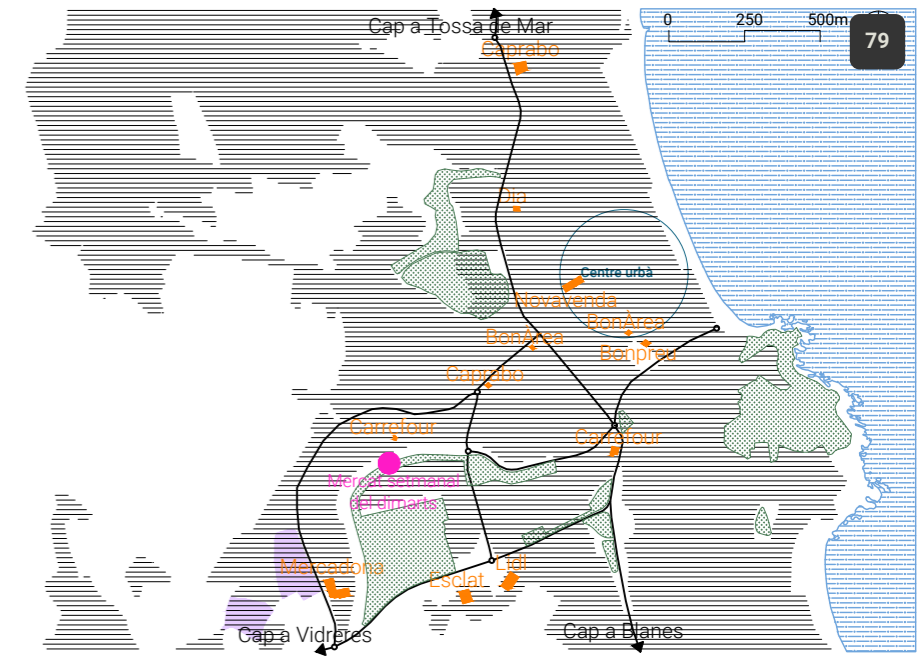 0 250 500m
79
Cap a Tossa de Mar
Caprabo
Dia
Centre urbà
Novavenda
BonÀrea
BonÀrea
Bonpreu
Caprabo
Carrefour
Carrefour
Mercat setmanal
del dimarts
Mercadona
Lidl
Esclat
Cap a Vidreres
Cap a Blanes